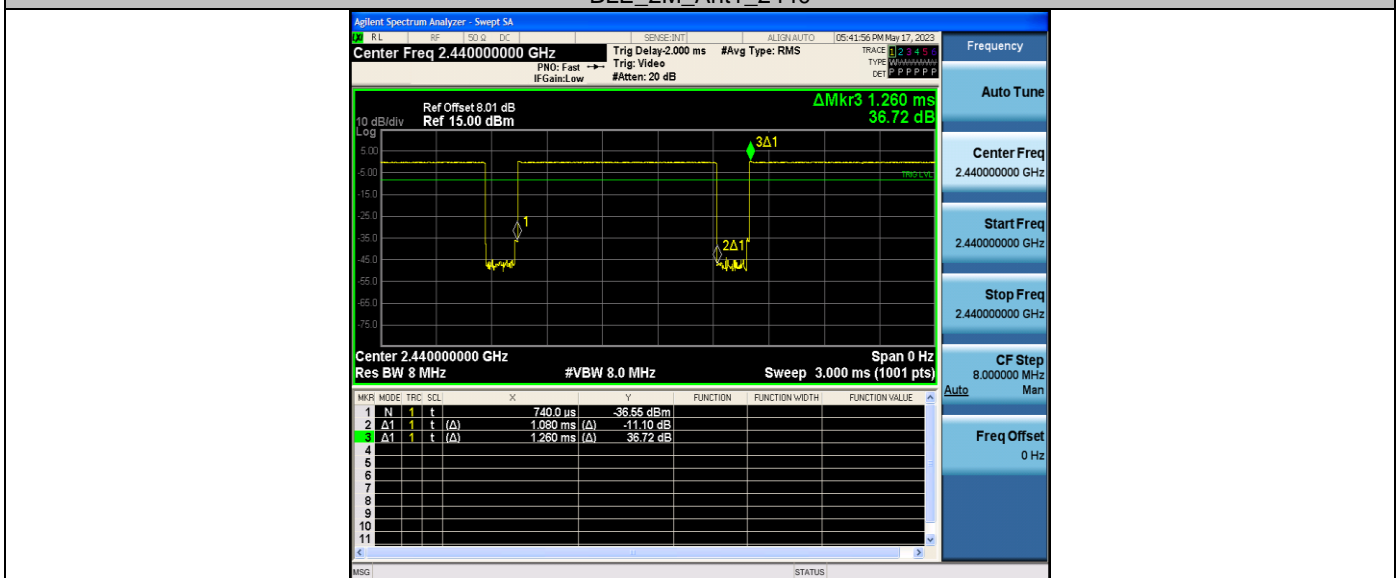 Agilent Spectrum Analyzer - Swept SA
RL RF 50 Ω DC SENSE:INT ALIGNAUTO 05:41:56 PM May 17, 2023
Center Freq 2.440000000 GHz
PNO: Fast
IFGain:Low
Trig Delay-2.000 ms
Trig: Video
#Atten: 20 dB
#Avg Type: RMS
TRACE 1 2 3 4 5 6
TYPE
DET P P P P P P
Ref Offset 8.01 dB
10 dB/div Ref 15.00 dBm
Log
ΔMkr3 1.260 ms
36.72 dB
5.00
-5.00
-15.0
-25.0
-35.0
-45.0
-55.0
-65.0
-75.0
3Δ1
TRIG LVL
1
2Δ1
Center 2.440000000 GHz Span 0 Hz
Res BW 8 MHz #VBW 8.0 MHz Sweep 3.000 ms (1001 pts)
MKR MODE TRC SCL X Y FUNCTION FUNCTION WIDTH FUNCTION VALUE
1 N 1 t 740.0 µs -36.55 dBm
2 Δ1 1 t (Δ) 1.080 ms (Δ) -11.10 dB
3 Δ1 1 t (Δ) 1.260 ms (Δ) 36.72 dB
4
5
6
7
8
9
10
11
MSG STATUS
Frequency
Auto Tune
Center Freq
2.440000000 GHz
Start Freq
2.440000000 GHz
Stop Freq
2.440000000 GHz
CF Step
8.000000 MHz
Auto Man
Freq Offset
0 Hz